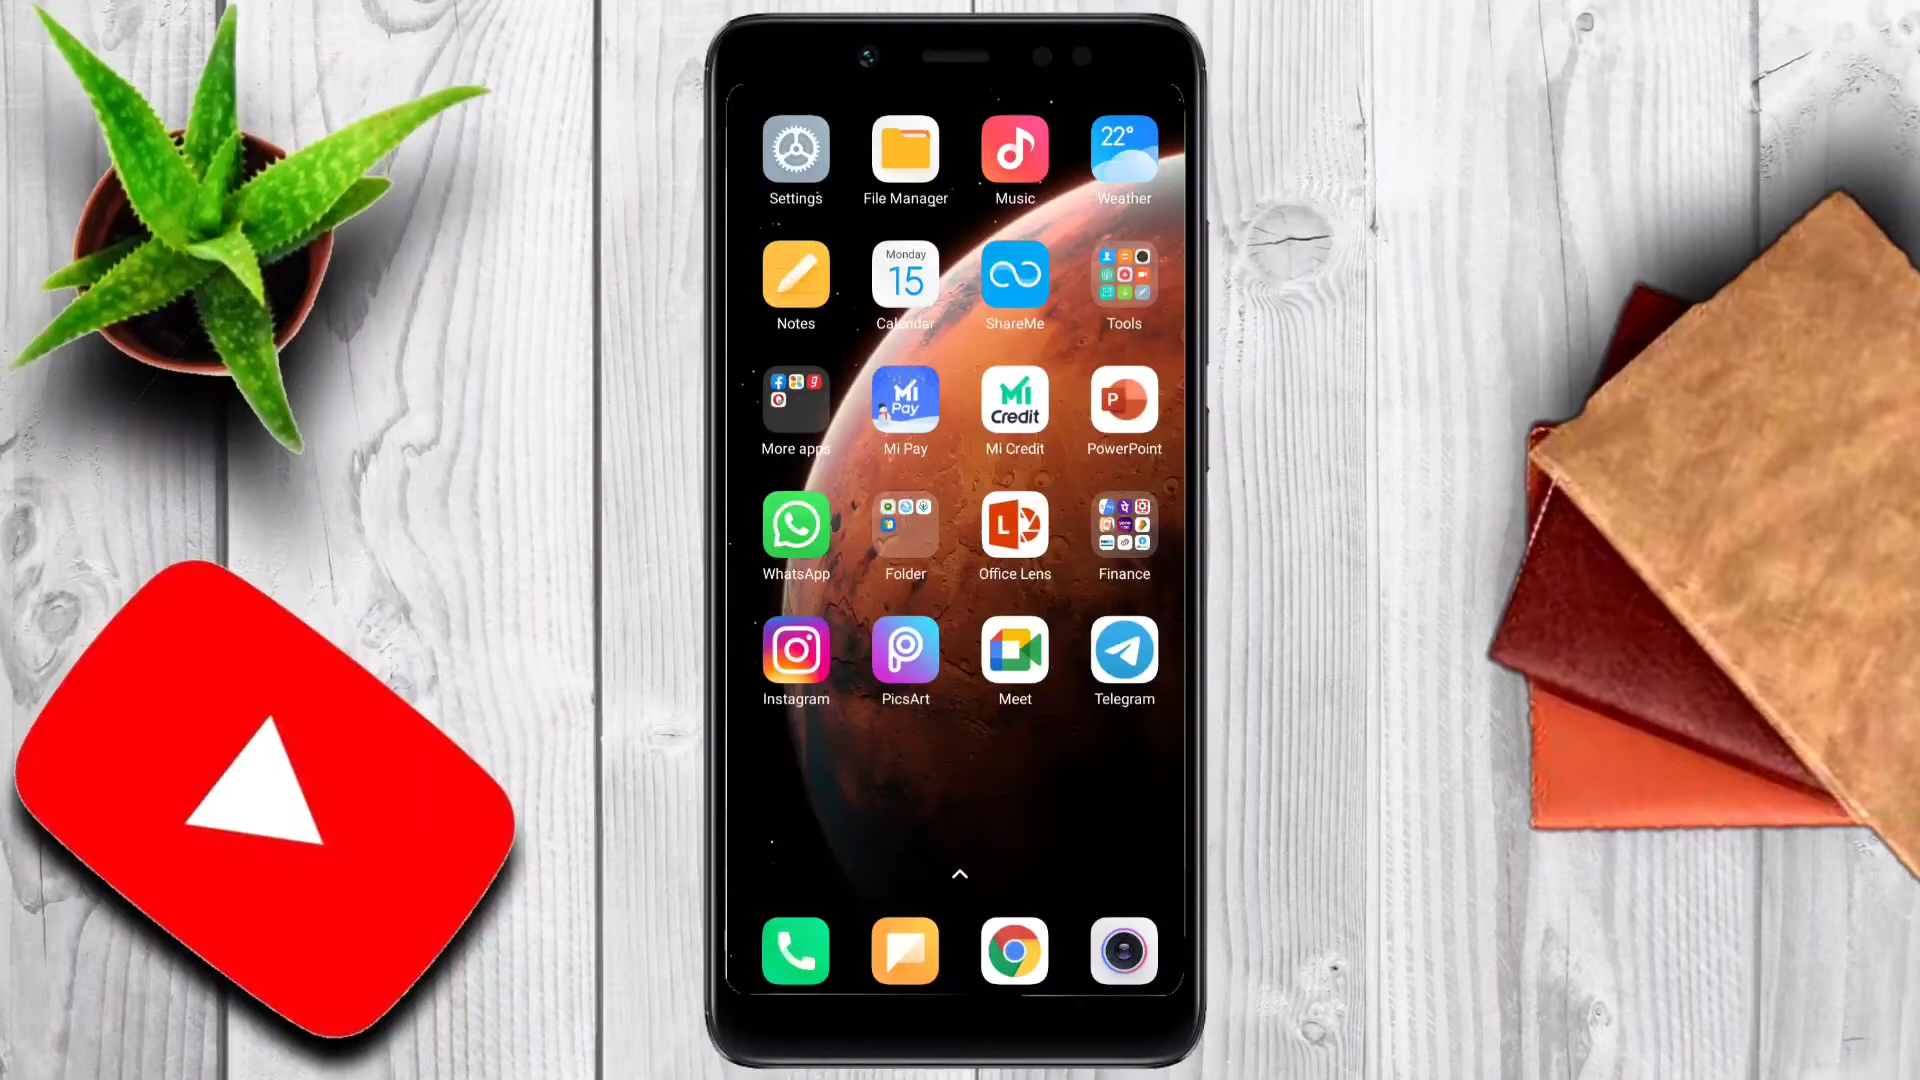 22°
Settings
File Manager
Music
Weather
Monday
15
Notes
Calendar
ShareMe
Tools
Mi
Pay
Mi
Credit
P
More apps
Mi Pay
Mi Credit
PowerPoint
L
WhatsApp
Folder
Office Lens
Finance
Instagram
PicsArt
Meet
Telegram